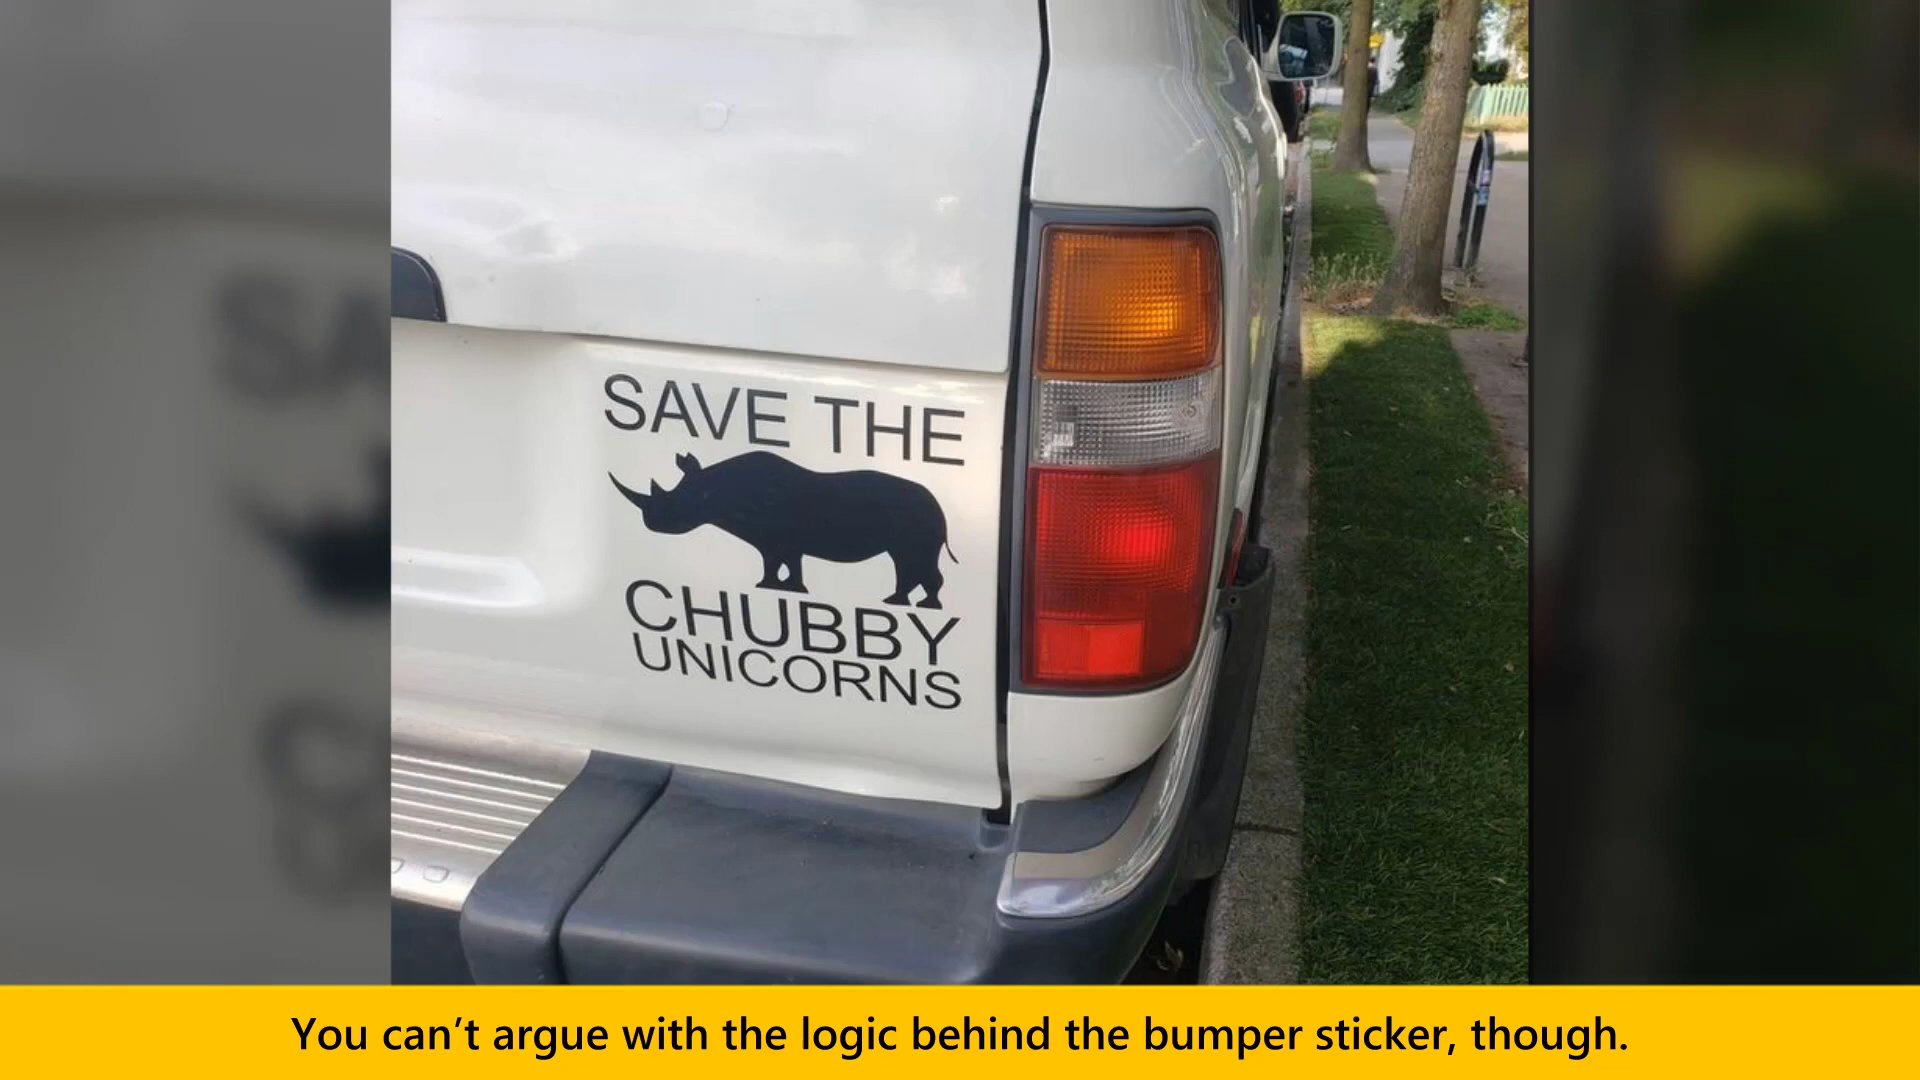 SAVE THE
CHUBBY
UNICORNS
You can’t argue with the logic behind the bumper sticker, though.